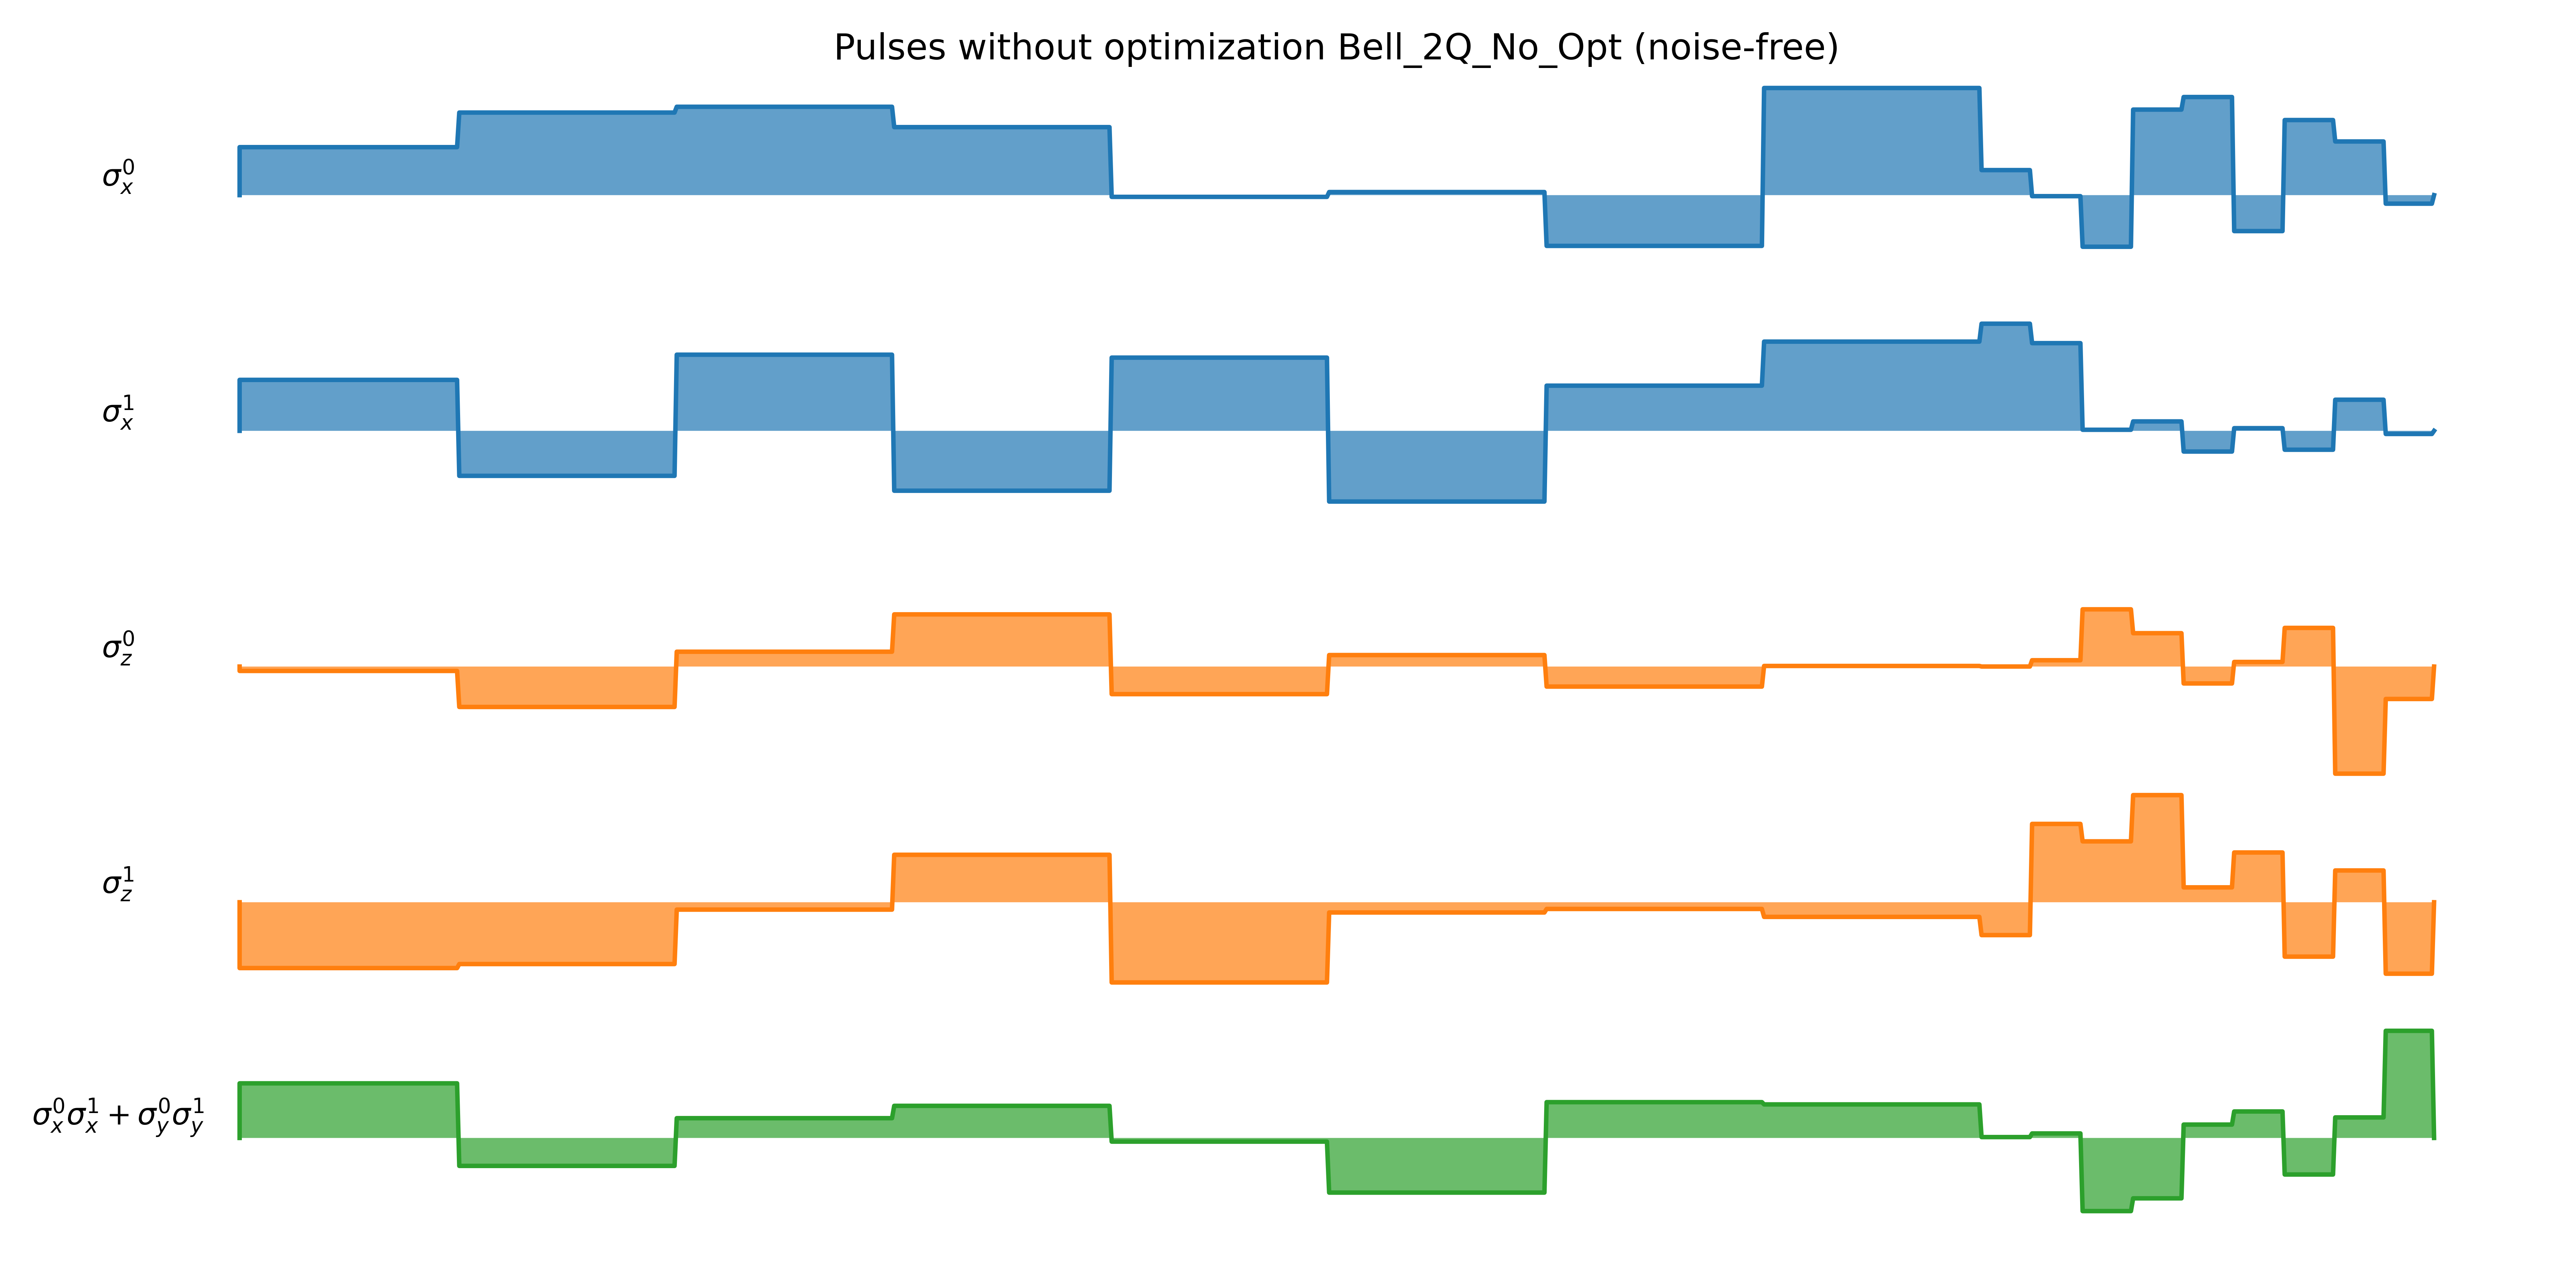 Pulses without optimization Bell_2Q_No_Opt (noise-free)
σ_x^0
σ_x^1
σ_z^0
σ_z^1
σ_x^0σ_x^1 + σ_y^0σ_y^1